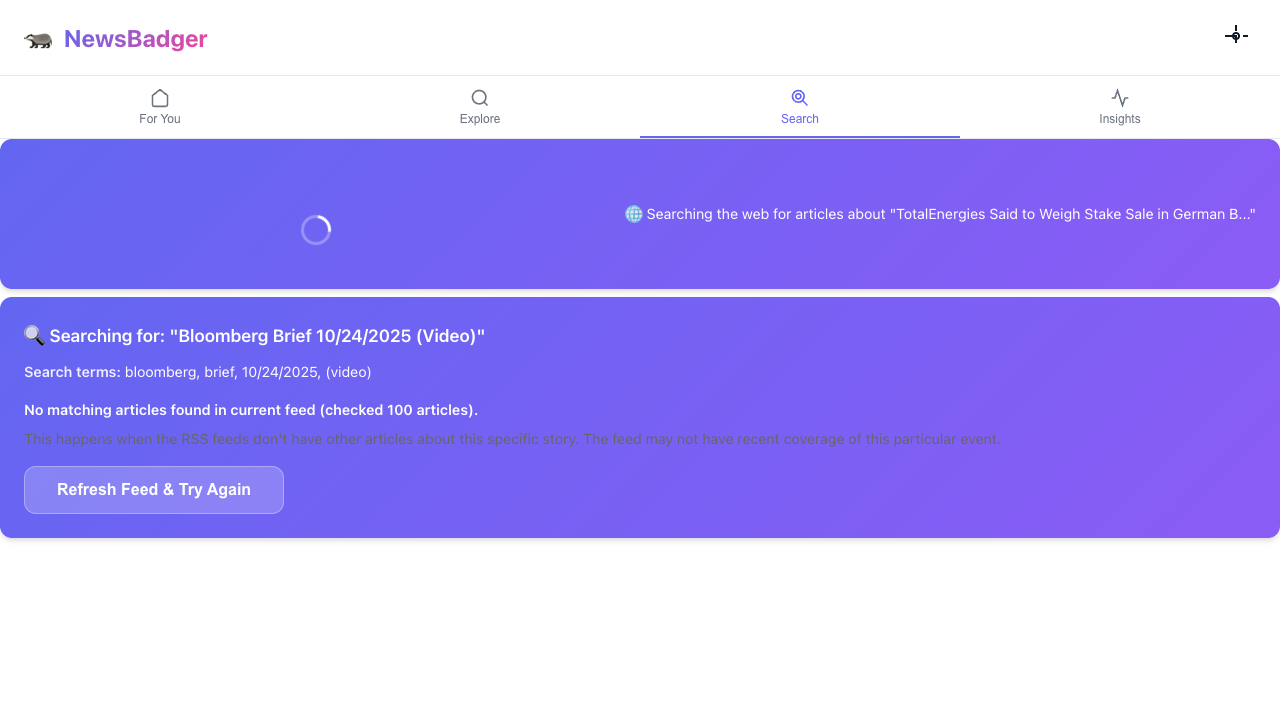 NewsBadger
For You
Explore
Search
Insights
Searching the web for articles about "TotalEnergies Said to Weigh Stake Sale in German B..."
Searching for: "Bloomberg Brief 10/24/2025 (Video)"
Search terms: bloomberg, brief, 10/24/2025, (video)
No matching articles found in current feed (checked 100 articles).
This happens when the RSS feeds don't have other articles about this specific story. The feed may not have recent coverage of this particular event.
Refresh Feed & Try Again